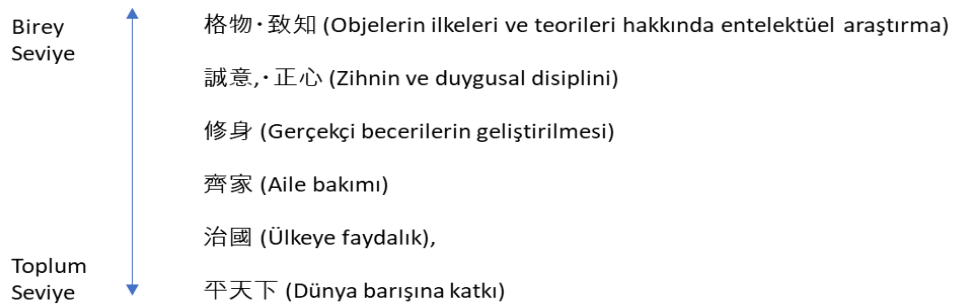 Birey
Seviye
格物·致知 (Objelerin ilkeleri ve teorileri hakkında entelektüel araştırma)
誠意,·正心 (Zihnin ve duygusal disiplini)
修身 (Gerçekçi becerilerin geliştirilmesi)
齊家 (Aile bakımı)
治國 (Ülkeye faydalık),
Toplum
Seviye
平天下 (Dünya barışına katkı)